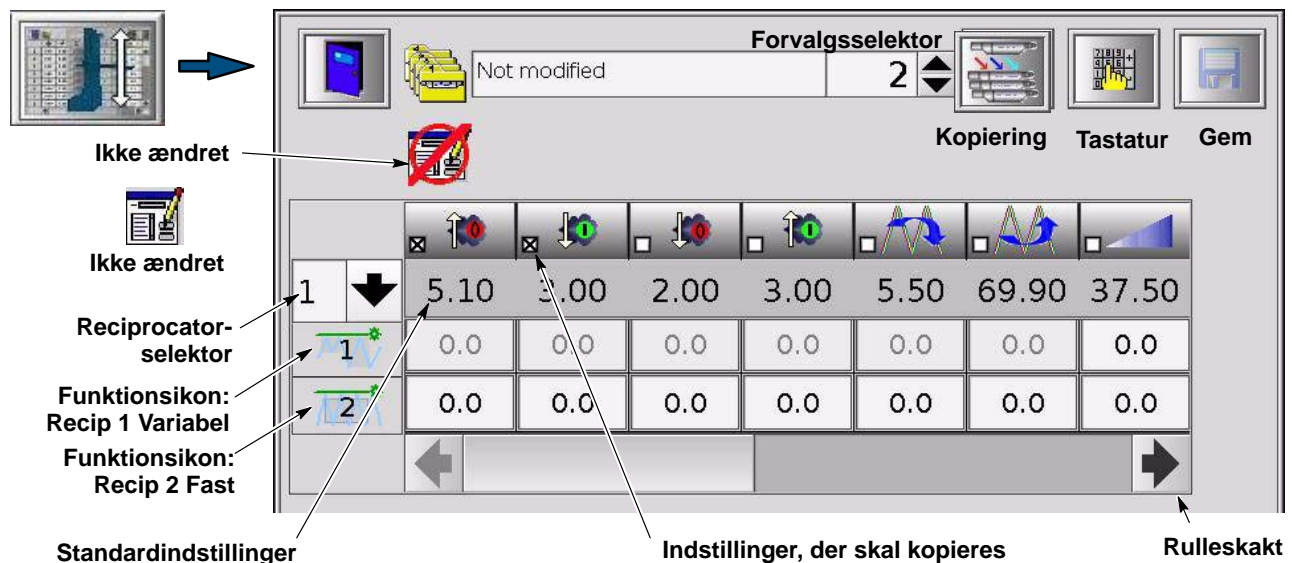 Forvalgsselektor
Not modified
2
Kopiering
Tastatur
Gem
Ikke ændret
Ikke ændret
0 I 0 I
1
5.10 3.00 2.00 3.00 5.50 69.90 37.50
Reciprocator-
selektor
1
0.0 0.0 0.0 0.0 0.0 0.0 0.0
Funktionsikon:
Recip 1 Variabel
2
0.0 0.0 0.0 0.0 0.0 0.0 0.0
Funktionsikon:
Recip 2 Fast
Standardindstillinger
Indstillinger, der skal kopieres
Rulleskakt